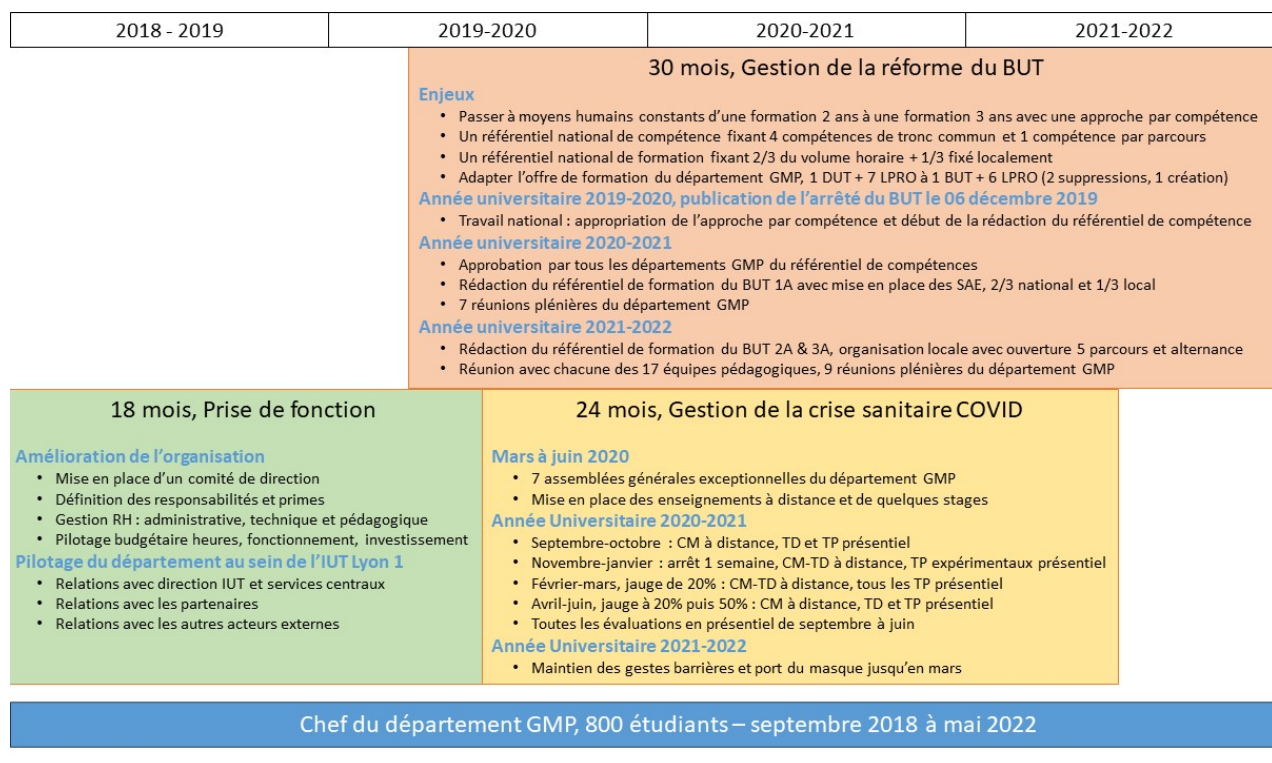 2018 - 2019
2019-2020
2020-2021
2021-2022
30 mois, Gestion de la réforme du BUT
Enjeux
• Passer à moyens humains constants d'une formation 2 ans à une formation 3 ans avec une approche par compétence
• Un référentiel national de compétence fixant 4 compétences de tronc commun et 1 compétence par parcours
• Un référentiel national de formation fixant 2/3 du volume horaire + 1/3 fixé localement
• Adapter l'offre de formation du département GMP, 1 DUT + 7 LPRO à 1 BUT + 6 LPRO (2 suppressions, 1 création)
Année universitaire 2019-2020, publication de l'arrêté du BUT le 06 décembre 2019
• Travail national : appropriation de l'approche par compétence et début de la rédaction du référentiel de compétence
Année universitaire 2020-2021
• Approbation par tous les départements GMP du référentiel de compétences
• Rédaction du référentiel de formation du BUT 1A avec mise en place des SAE, 2/3 national et 1/3 local
• 7 réunions plénières du département GMP
Année universitaire 2021-2022
• Rédaction du référentiel de formation du BUT 2A & 3A, organisation locale avec ouverture 5 parcours et alternance
• Réunion avec chacune des 17 équipes pédagogiques, 9 réunions plénières du département GMP
18 mois, Prise de fonction
Amélioration de l'organisation
• Mise en place d'un comité de direction
• Définition des responsabilités et primes
• Gestion RH : administrative, technique et pédagogique
• Pilotage budgétaire heures, fonctionnement, investissement
Pilotage du département au sein de l'IUT Lyon 1
• Relations avec direction IUT et services centraux
• Relations avec les partenaires
• Relations avec les autres acteurs externes
24 mois, Gestion de la crise sanitaire COVID
Mars à juin 2020
• 7 assemblées générales exceptionnelles du département GMP
• Mise en place des enseignements à distance et de quelques stages
Année Universitaire 2020-2021
• Septembre-octobre : CM à distance, TD et TP présentiel
• Novembre-janvier : arrêt 1 semaine, CM-TD à distance, TP expérimentaux présentiel
• Février-mars, jauge de 20% : CM-TD à distance, tous les TP présentiel
• Avril-juin, jauge à 20% puis 50% : CM à distance, TD et TP présentiel
• Toutes les évaluations en présentiel de septembre à juin
Année Universitaire 2021-2022
• Maintien des gestes barrières et port du masque jusqu'en mars
Chef du département GMP, 800 étudiants – septembre 2018 à mai 2022